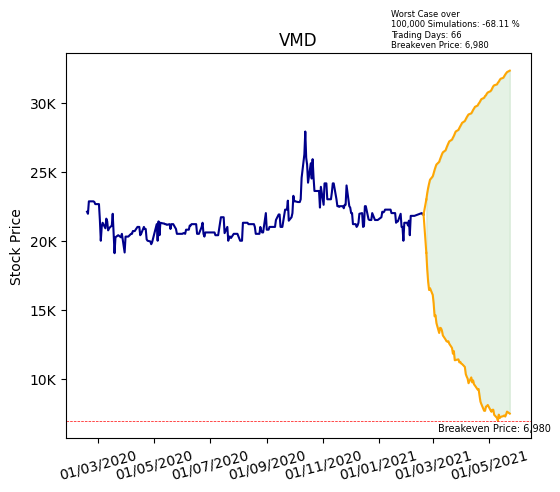 Worst Case over
100,000 Simulations: -68.11 %
Trading Days: 66
Breakeven Price: 6,980
VMD
Stock Price
30K
25K
20K
15K
10K
Breakeven Price: 6,980
01/03/2020 01/05/2020 01/07/2020 01/09/2020 01/11/2020 01/01/2021 01/03/2021 01/05/2021